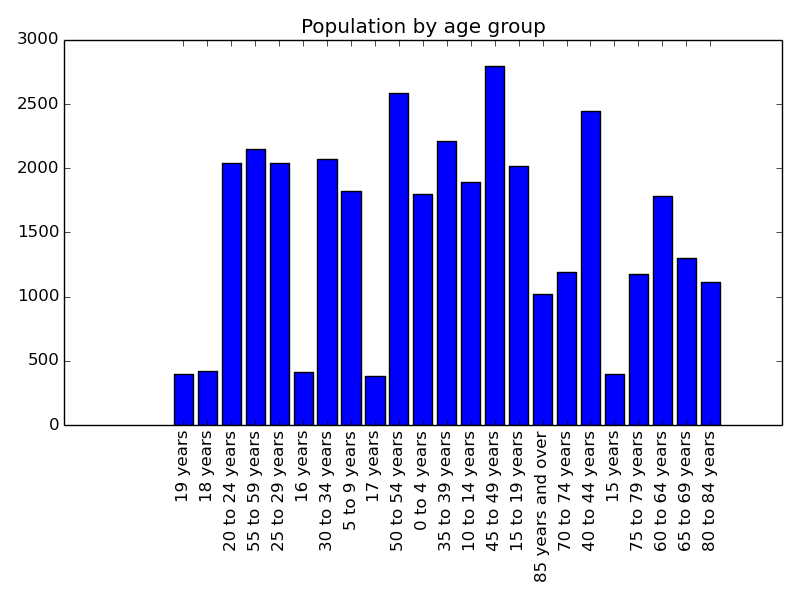 Population by age group
3000
2500
2000
1500
1000
500
0
19 years
18 years
20 to 24 years
55 to 59 years
25 to 29 years
16 years
30 to 34 years
5 to 9 years
17 years
50 to 54 years
0 to 4 years
35 to 39 years
10 to 14 years
45 to 49 years
15 to 19 years
85 years and over
70 to 74 years
40 to 44 years
15 years
75 to 79 years
60 to 64 years
65 to 69 years
80 to 84 years